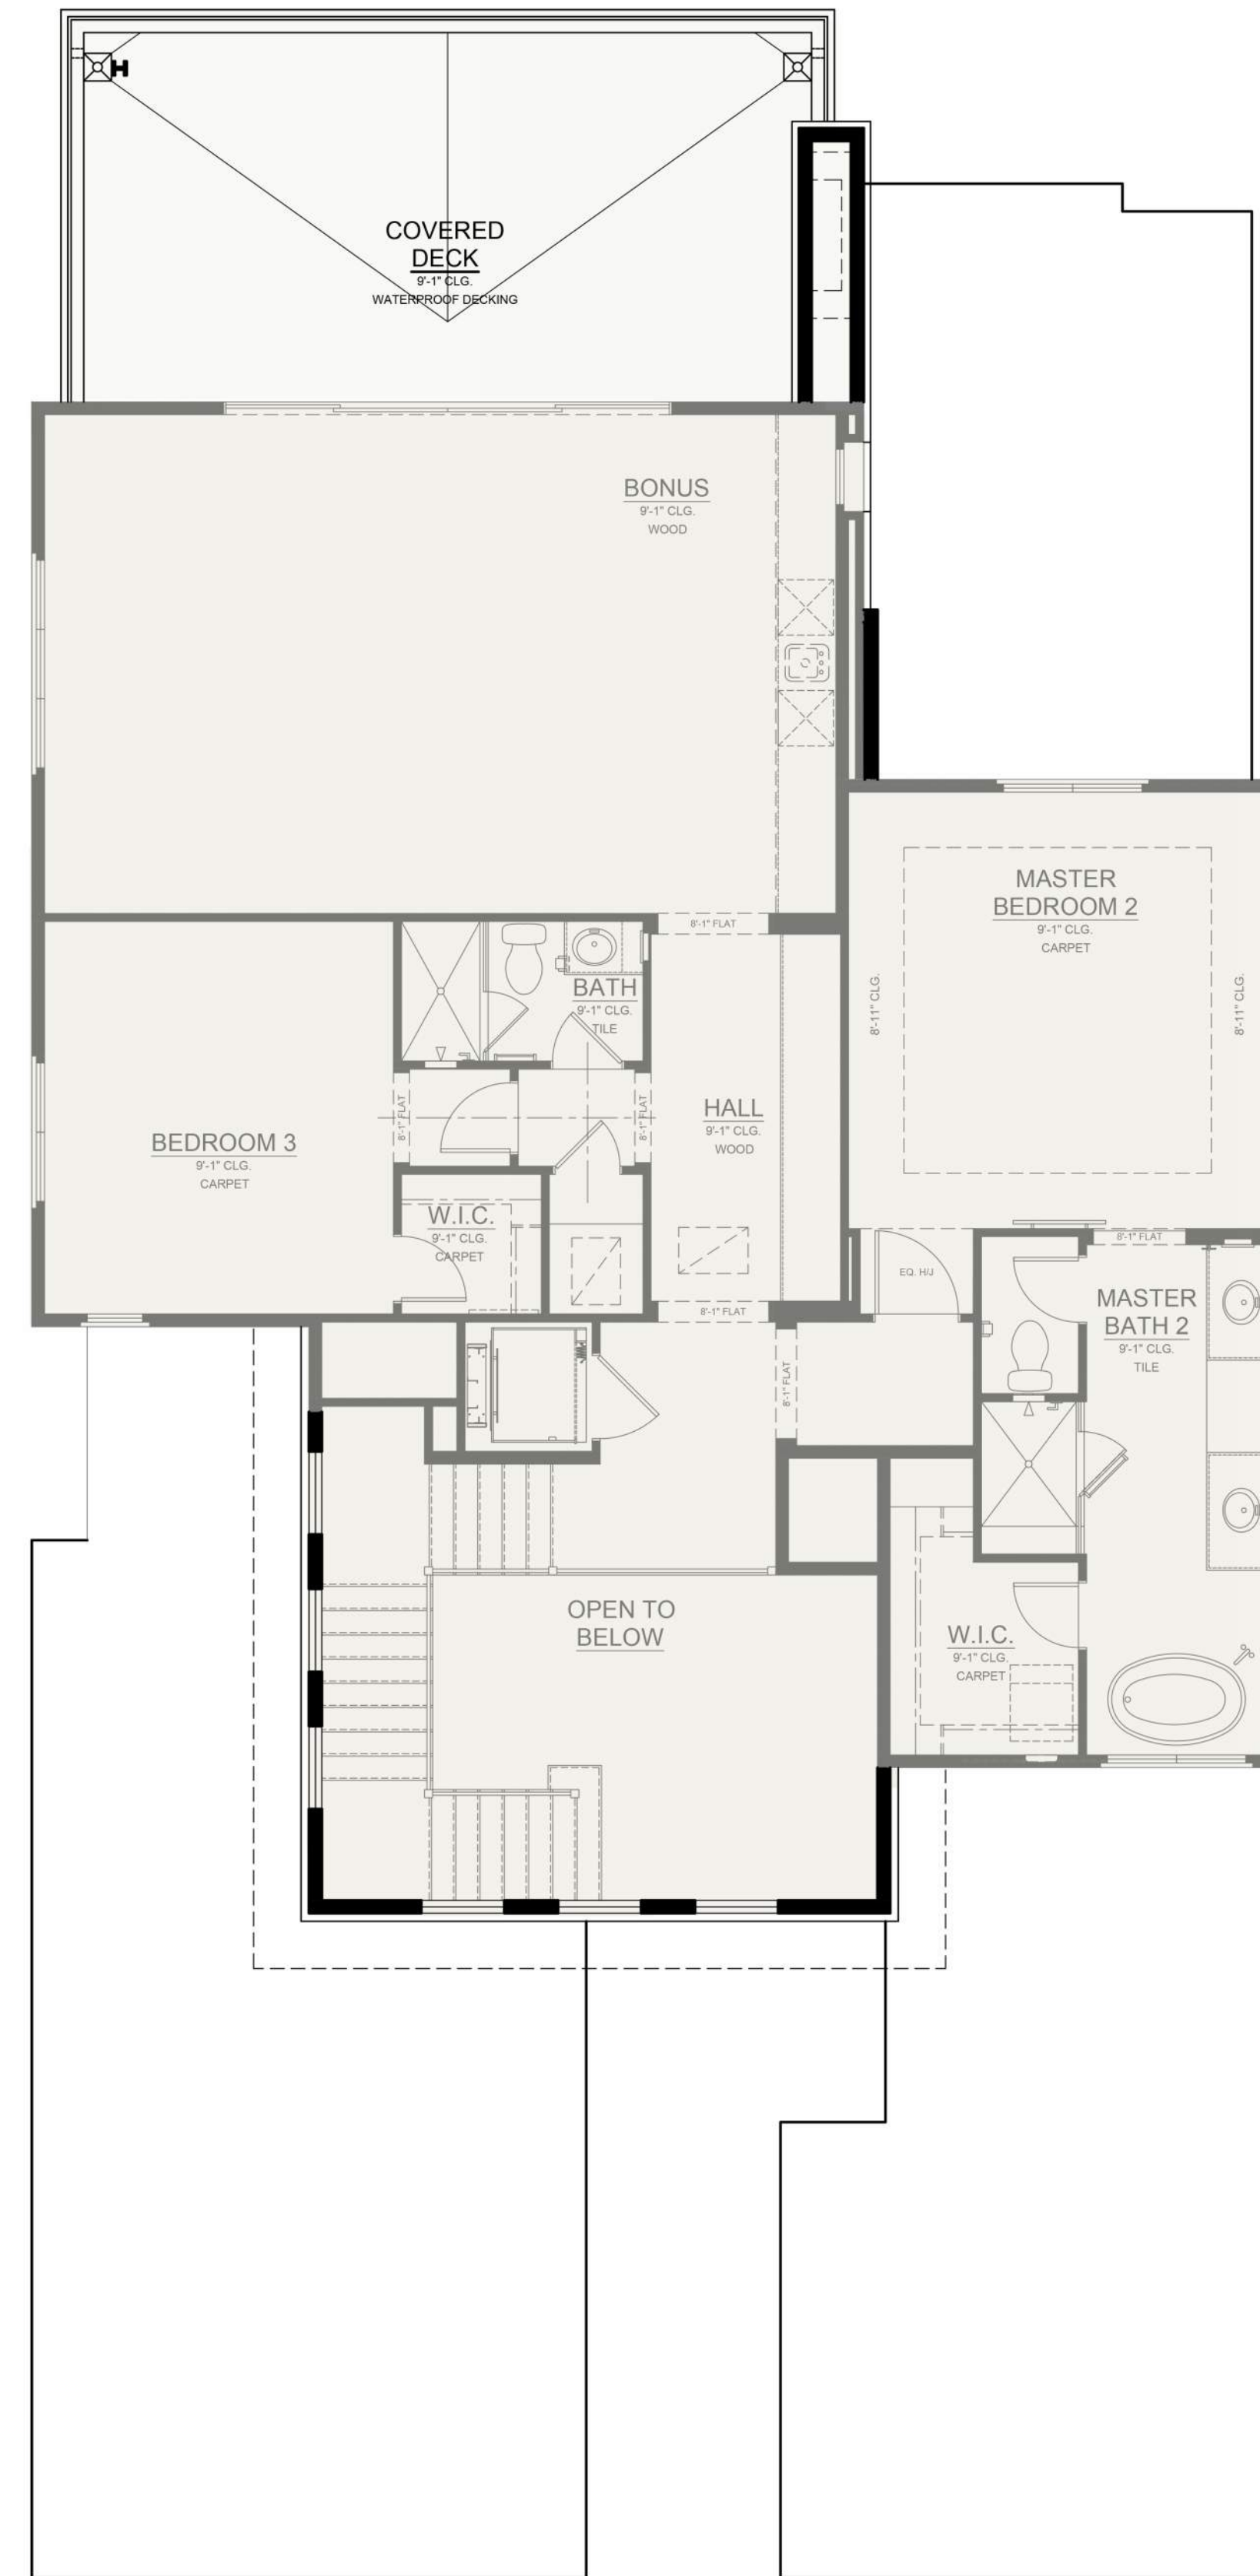 COVERED
DECK
9'-1" CLG.
WATERPROOF DECKING
BONUS
9'-1" CLG.
WOOD
MASTER
BEDROOM 2
9'-1" CLG.
CARPET
8'-11" CLG.
8'-11" CLG.
8'-1" FLAT
BATH
9'-1" CLG.
TILE
8'-1" FLAT
8'-1" FLAT
HALL
9'-1" CLG.
WOOD
BEDROOM 3
9'-1" CLG.
CARPET
W.I.C.
9'-1" CLG.
CARPET
8'-1" FLAT
EQ. H/J
8'-1" FLAT
MASTER
BATH 2
9'-1" CLG.
TILE
8'-1" FLAT
OPEN TO
BELOW
W.I.C.
9'-1" CLG.
CARPET